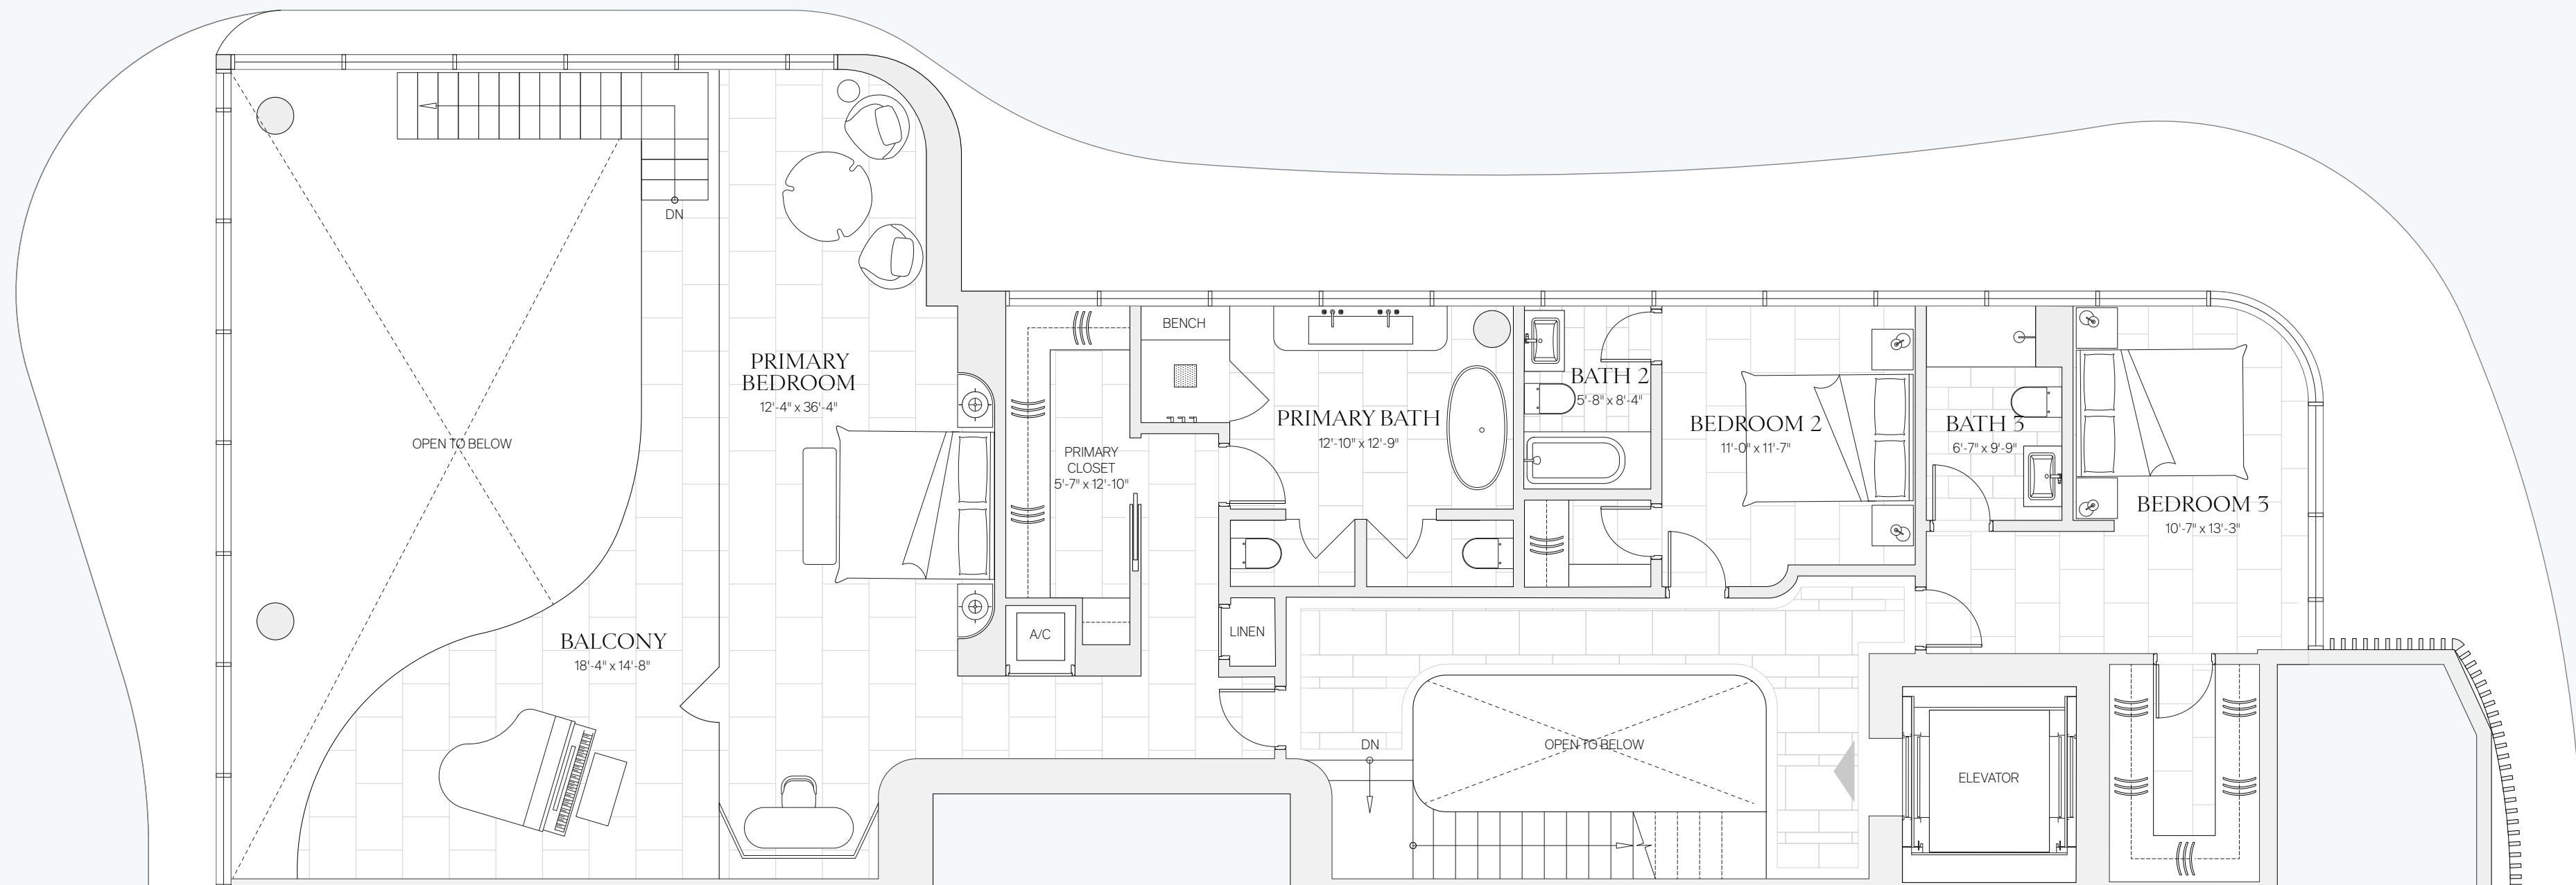 DN
OPEN TO BELOW
BALCONY
18'-4" x 14'-8"
PRIMARY
BEDROOM
12'-4" x 36'-4"
PRIMARY
CLOSET
5'-7" x 12'-10"
A/C
BENCH
PRIMARY BATH
12'-10" x 12'-9"
LINEN
BATH 2
5'-8" x 8'-4"
BEDROOM 2
11'-0" x 11'-7"
BATH 3
6'-7" x 9'-9"
BEDROOM 3
10'-7" x 13'-3"
DN
OPEN TO BELOW
ELEVATOR